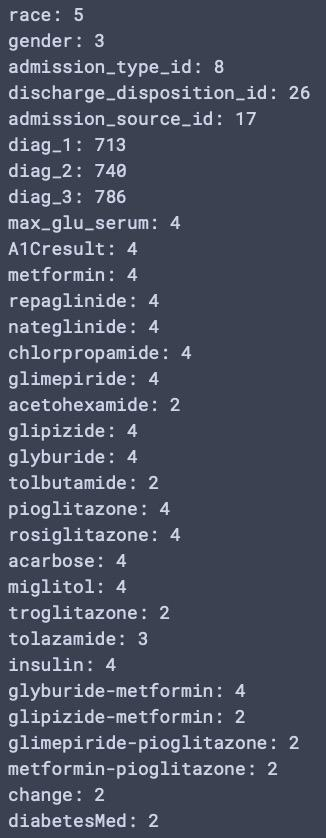 race: 5
gender: 3
admission_type_id: 8
discharge_disposition_id: 26
admission_source_id: 17
diag_1: 713
diag_2: 740
diag_3: 786
max_glu_serum: 4
A1Cresult: 4
metformin: 4
repaglinide: 4
nateglinide: 4
chlorpropamide: 4
glimepiride: 4
acetohexamide: 2
glipizide: 4
glyburide: 4
tolbutamide: 2
pioglitazone: 4
rosiglitazone: 4
acarbose: 4
miglitol: 4
troglitazone: 2
tolazamide: 3
insulin: 4
glyburide-metformin: 4
glipizide-metformin: 2
glimepiride-pioglitazone: 2
metformin-pioglitazone: 2
change: 2
diabetesMed: 2